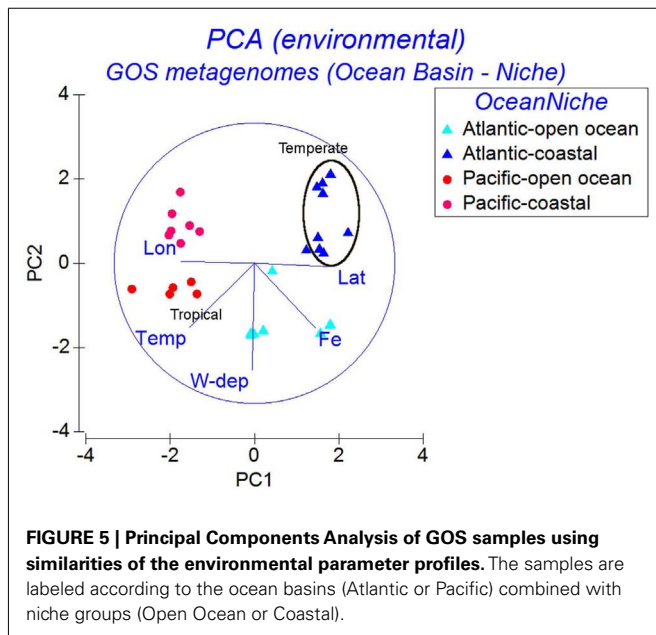 PCA (environmental)
GOS metagenomes (Ocean Basin - Niche)
OceanNiche
Atlantic-open ocean
Atlantic-coastal
Pacific-open ocean
Pacific-coastal
4
2
0
-2
-4
PC2
Temperate
Lon
Lat
Tropical
Temp
Fe
W-dep
-4
-2
0
2
4
PC1
FIGURE 5 | Principal Components Analysis of GOS samples using
similarities of the environmental parameter profiles. The samples are
labeled according to the ocean basins (Atlantic or Pacific) combined with
niche groups (Open Ocean or Coastal).